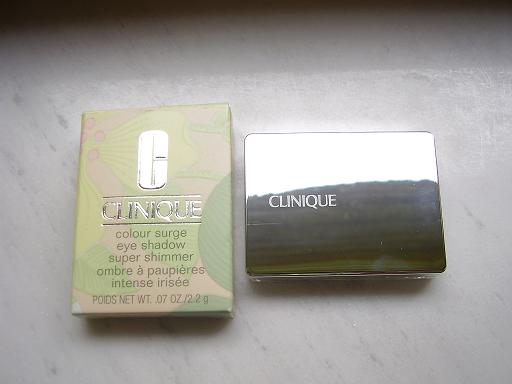 CLINIQUE
colour surge
eye shadow
super shimmer
ombre à paupières
intense irisée
POIDS NET WT. .07 OZ./2.2 g
CLINIQUE